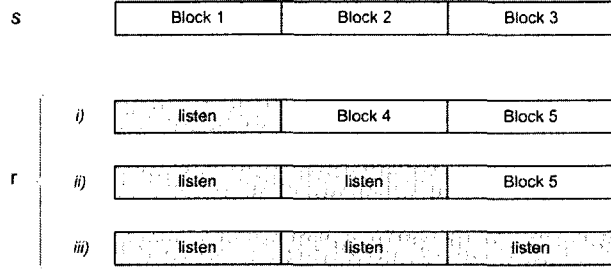 s Block 1 Block 2 Block 3
i) listen Block 4 Block 5
r ii) listen listen Block 5
iii) listen listen listen